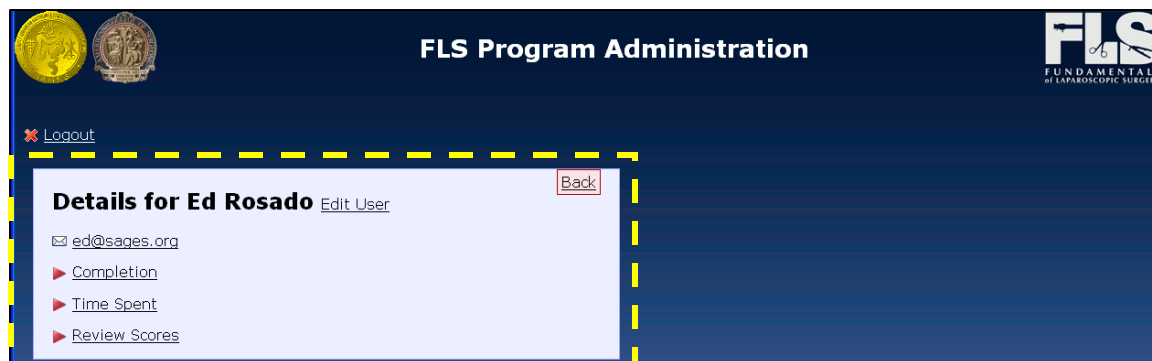 FLS Program Administration
FLS
FUNDAMENTAL
of LAPAROSCOPIC SURGE
Logout
Back
Details for Ed Rosado Edit User
ed@sages.org
Completion
Time Spent
Review Scores